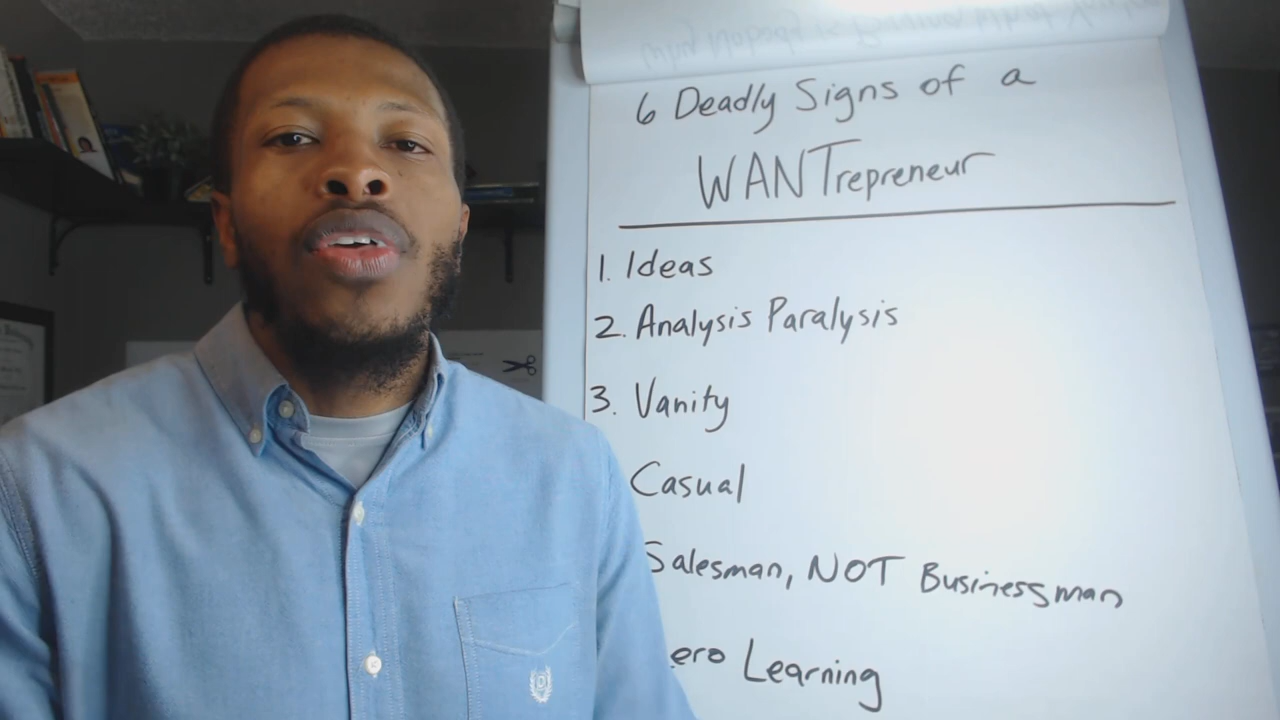 6 Deadly Signs of a
WANTrepreneur
1. Ideas
2. Analysis Paralysis
3. Vanity
Casual
Salesman, NOT Businessman
ero Learning